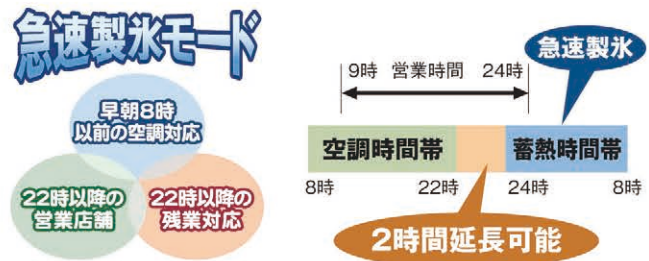 急速製氷モード
早朝8時
以前の空調対応
22時以降の
営業店舗
22時以降の
残業対応
急速製氷
9時 営業時間 24時
空調時間帯
蓄熱時間帯
8時 22時 24時 8時
2時間延長可能